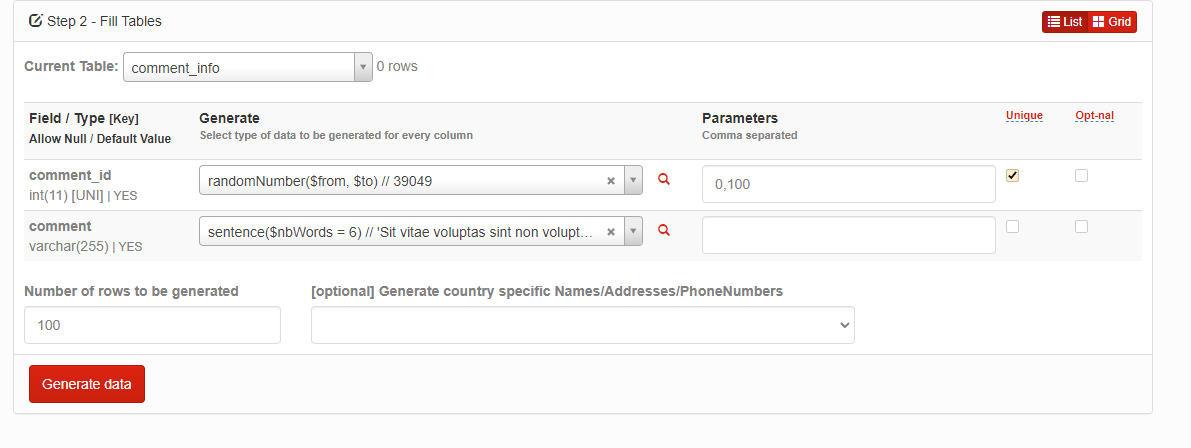 Step 2 - Fill Tables
List Grid
Current Table: comment_info 0 rows
Field / Type [Key] Generate Parameters Unique Opt-nal
Allow Null / Default Value Select type of data to be generated for every column Comma separated
comment_id randomNumber($from, $to) // 39049 × 0,100
int(11) [UNI] | YES
comment sentence($nbWords = 6) // 'Sit vitae voluptas sint non volupt... ×
varchar(255) | YES
Number of rows to be generated [optional] Generate country specific Names/Addresses/PhoneNumbers
100
Generate data